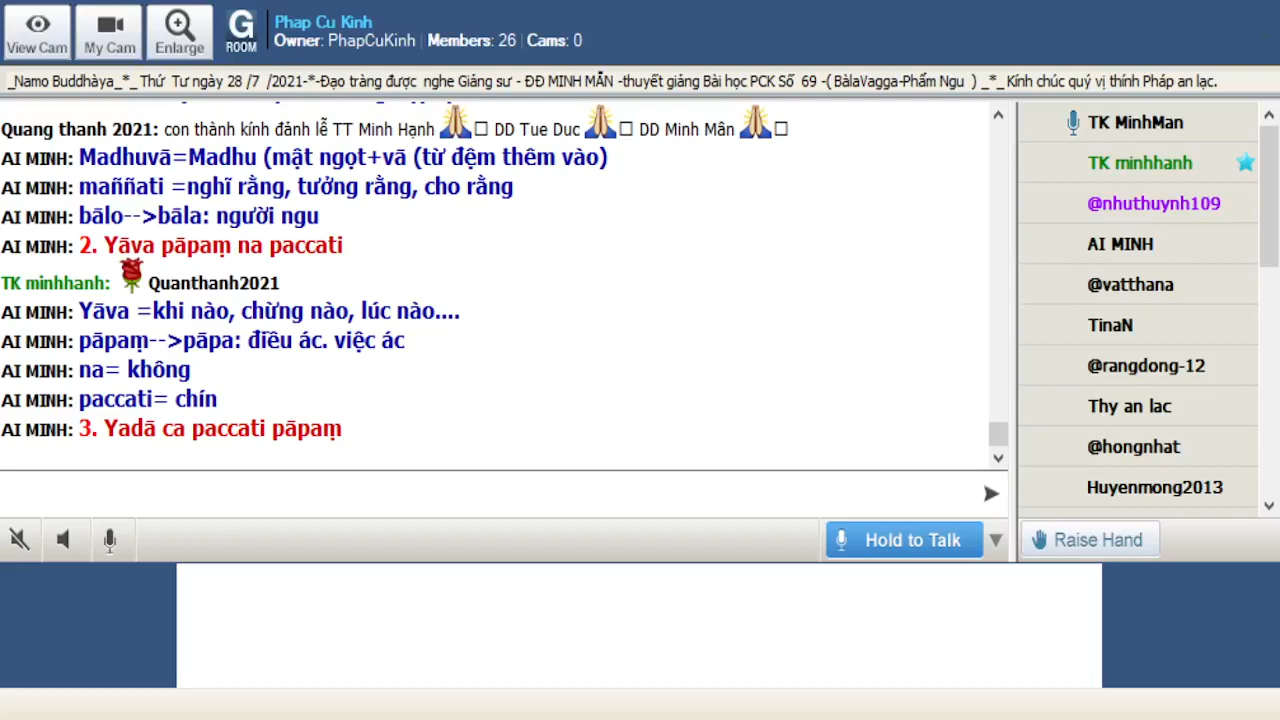 View Cam
My Cam
Enlarge
G
ROOM
Phap Cu Kinh
Owner: PhapCuKinh Members: 26 Cams: 0
_Namo Buddhàya_*_Thứ Tư ngày 28 /7 /2021-*-Đạo tràng được nghe Giảng sư - ĐĐ MINH MẪN -thuyết giảng Bài học PCK Số 69 -( BàlaVagga-Phẩm Ngu ) _*_Kính chúc quý vị thính Pháp an lạc.
Quang thanh 2021: con thành kính đảnh lễ TT Minh Hạnh 🙏 DD Tue Duc 🙏 DD Minh Mân 🙏
AI MINH: Madhuvā=Madhu (mật ngọt+vā (từ đệm thêm vào)
AI MINH: maññati =nghĩ rằng, tưởng rằng, cho rằng
AI MINH: bālo-->bāla: người ngu
AI MINH: 2. Yāva pāpaṃ na paccati
TK minhhanh: 🌹 Quanthanh2021
AI MINH: Yāva =khi nào, chừng nào, lúc nào....
AI MINH: pāpaṃ-->pāpa: điều ác. việc ác
AI MINH: na= không
AI MINH: paccati= chín
AI MINH: 3. Yadā ca paccati pāpaṃ
TK MinhMan
TK minhhanh
@nhuthuynh109
AI MINH
@vatthana
TinaN
@rangdong-12
Thy an lac
@hongnhat
Huyenmong2013
Hold to Talk
Raise Hand